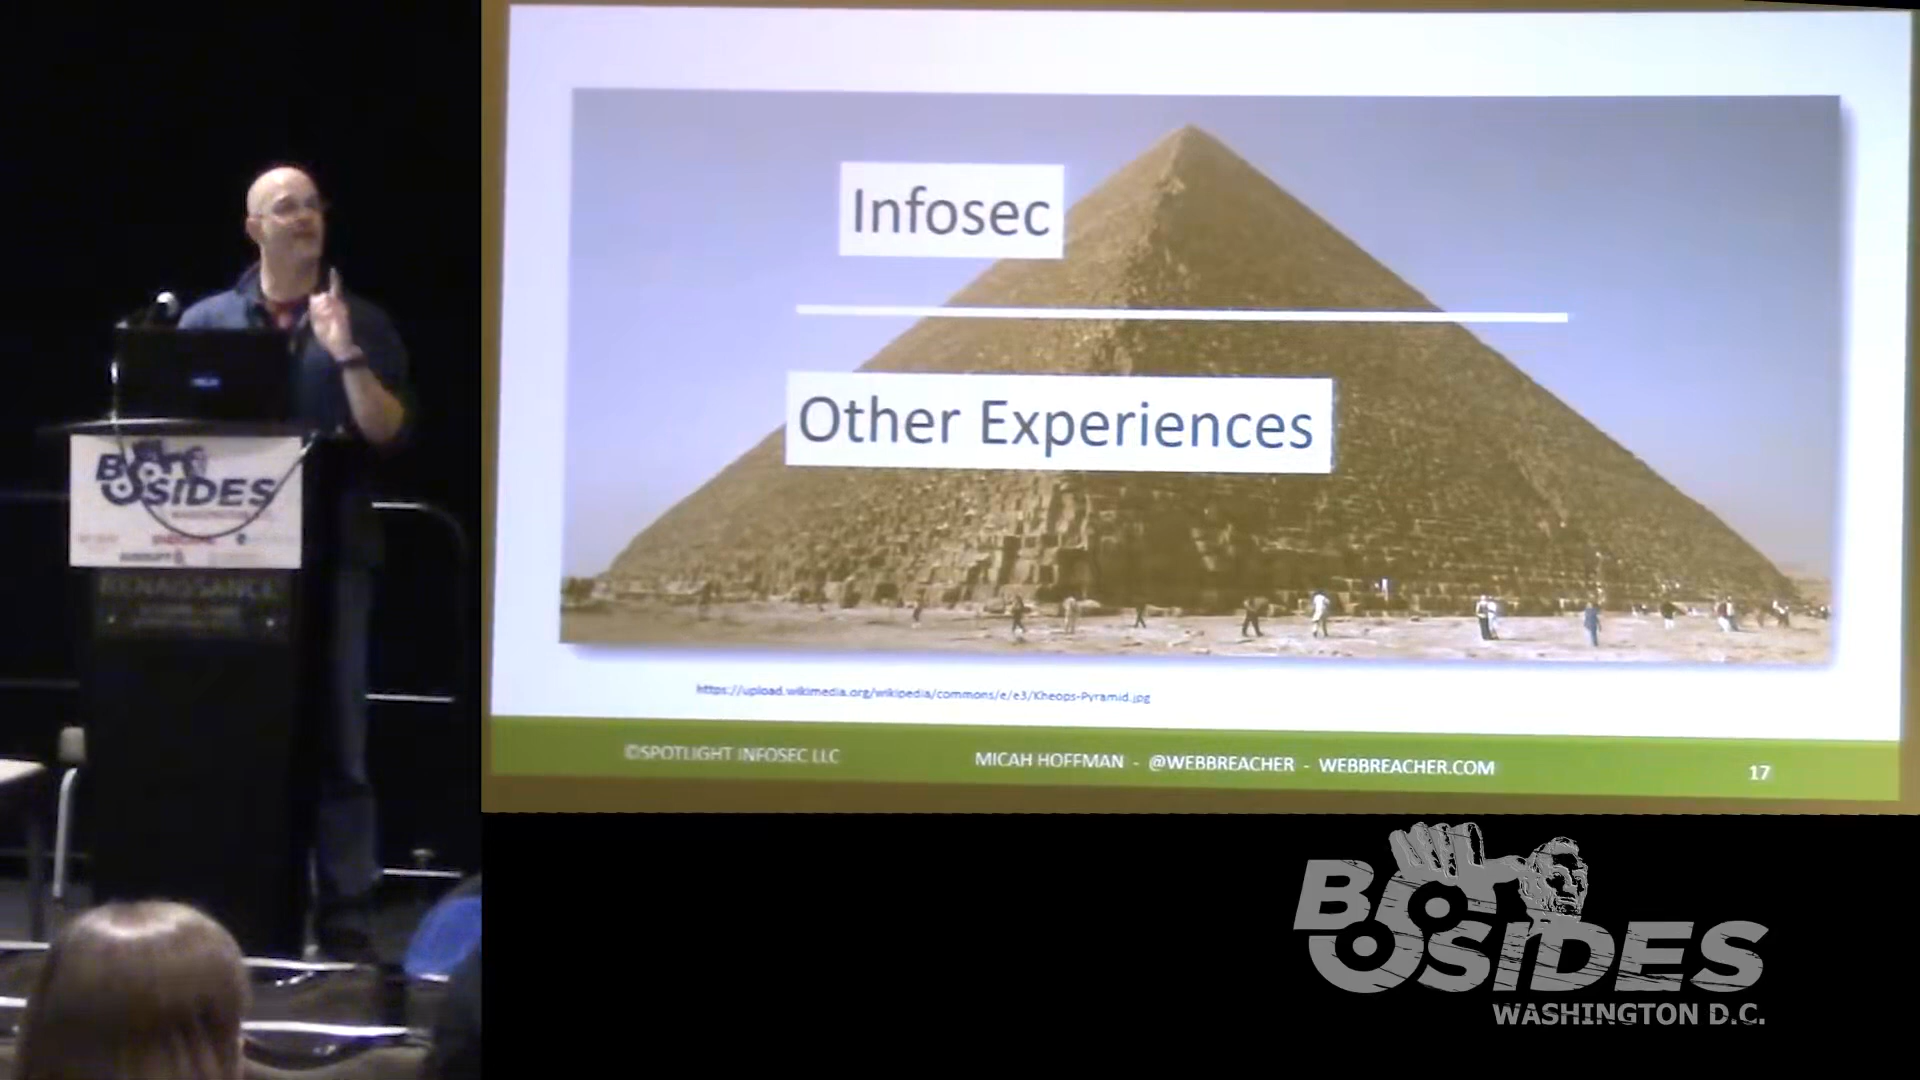 Infosec
Other Experiences
https://upload.wikimedia.org/wikipedia/commons/e/e3/Kheops-Pyramid.jpg
©SPOTLIGHT INFOSEC LLC
MICAH HOFFMAN - @WEBBREACHER - WEBBREACHER.COM
17
BSIDES
RENAISSANCE
BSIDES
WASHINGTON D.C.